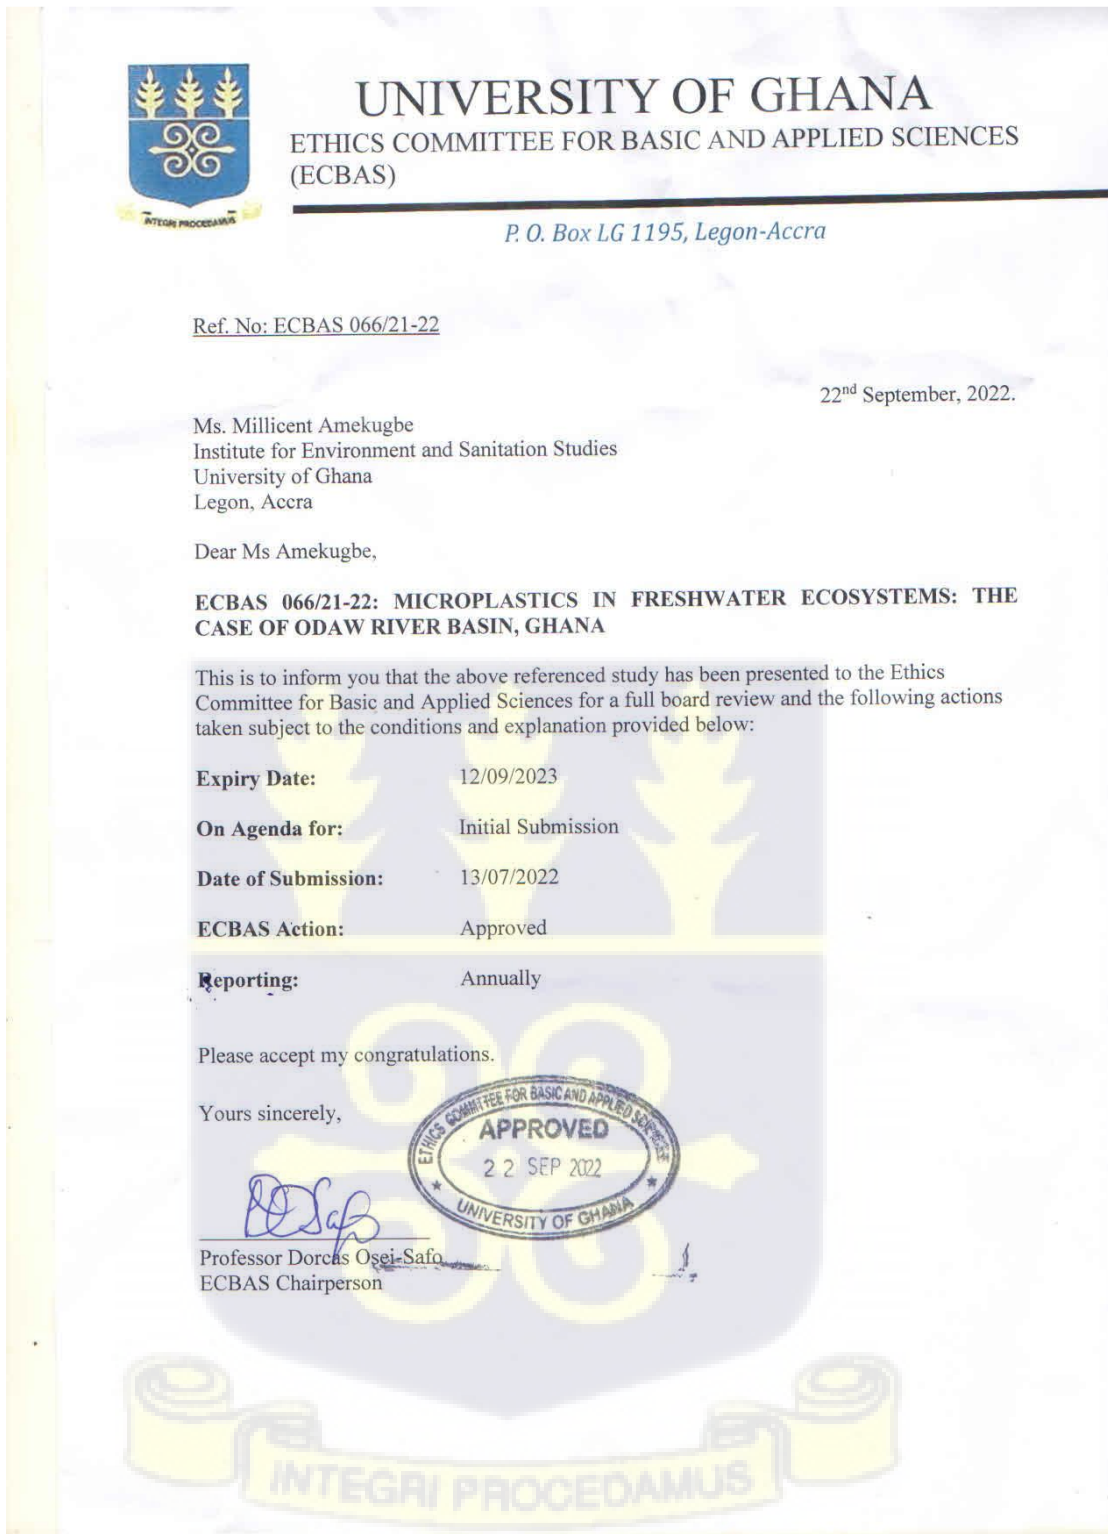 UNIVERSITY OF GHANA
ETHICS COMMITTEE FOR BASIC AND APPLIED SCIENCES
(ECBAS)
INTEGRI PROCEDAMUS
P. O. Box LG 1195, Legon-Accra
Ref. No: ECBAS 066/21-22
22nd September, 2022.
Ms. Millicent Amekugbe
Institute for Environment and Sanitation Studies
University of Ghana
Legon, Accra
Dear Ms Amekugbe,
ECBAS 066/21-22: MICROPLASTICS IN FRESHWATER ECOSYSTEMS: THE
CASE OF ODAW RIVER BASIN, GHANA
This is to inform you that the above referenced study has been presented to the Ethics
Committee for Basic and Applied Sciences for a full board review and the following actions
taken subject to the conditions and explanation provided below:
Expiry Date: 12/09/2023
On Agenda for: Initial Submission
Date of Submission: 13/07/2022
ECBAS Action: Approved
Reporting: Annually
Please accept my congratulations.
Yours sincerely,
ETHICS COMMITTEE FOR BASIC AND APPLIED SCIENCES
APPROVED
22 SEP 2022
UNIVERSITY OF GHANA
Professor Dorcas Osei-Safo
ECBAS Chairperson
INTEGRI PROCEDAMUS